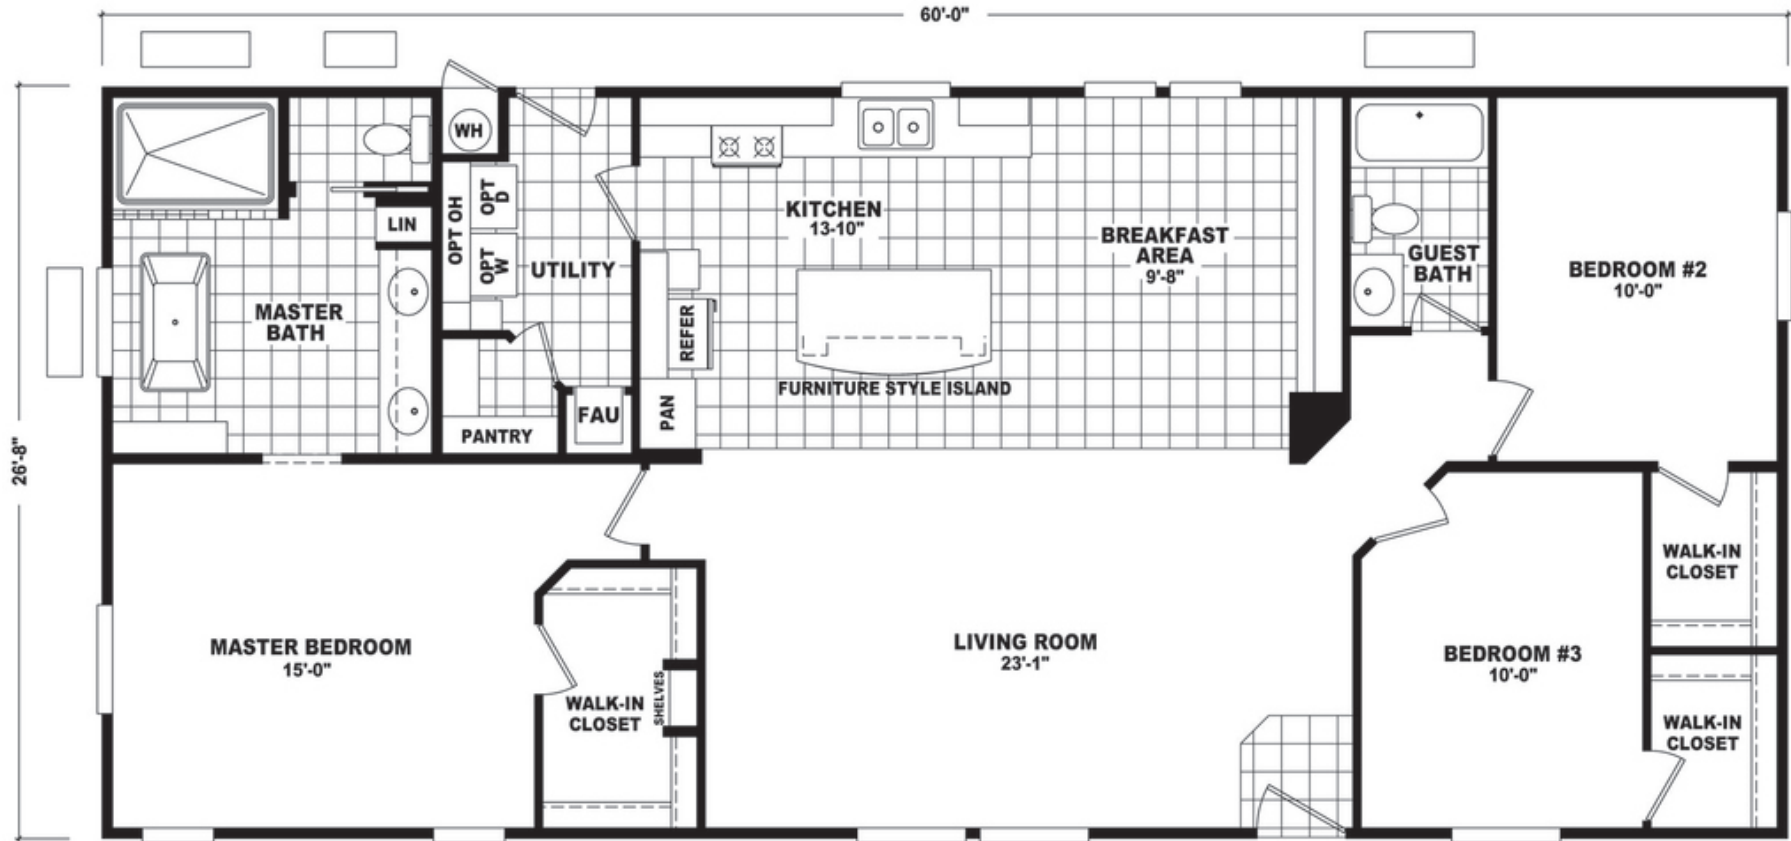 60'-0"
26'-8"
WH
OPT OH
OPT
D
OPT
W
LIN
UTILITY
MASTER
BATH
KITCHEN
13-10"
BREAKFAST
AREA
9'-8"
REFER
FURNITURE STYLE ISLAND
PAN
PANTRY
FAU
GUEST
BATH
BEDROOM #2
10'-0"
WALK-IN
CLOSET
MASTER BEDROOM
15'-0"
WALK-IN
CLOSET
SHELVES
LIVING ROOM
23'-1"
BEDROOM #3
10'-0"
WALK-IN
CLOSET